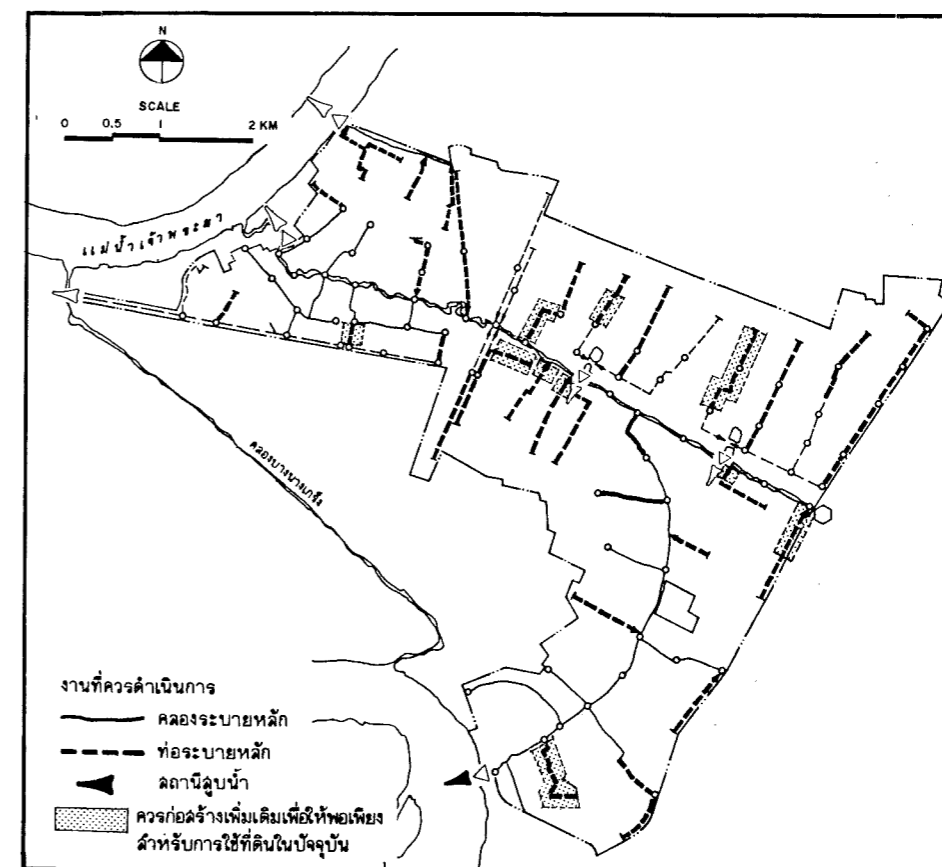 N
SCALE
0 0.5 1 2 KM
แม่น้ำเจ้าพระยา
คลองบางนางเกร็ง
งานที่ควรดำเนินการ
คลองระบายหลัก
ท่อระบายหลัก
สถานีสูบน้ำ
ควรก่อสร้างเพิ่มเติมเพื่อให้พอเพียง
สำหรับการใช้ที่ดินในปัจจุบัน